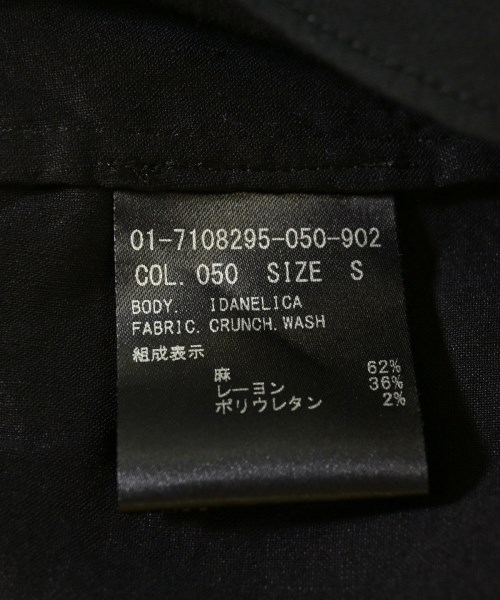 01-7108295-050-902
COL. 050 SIZE S
BODY. IDANELICA
FABRIC. CRUNCH. WASH
組成表示
麻 62%
レーヨン 36%
ポリウレタン 2%